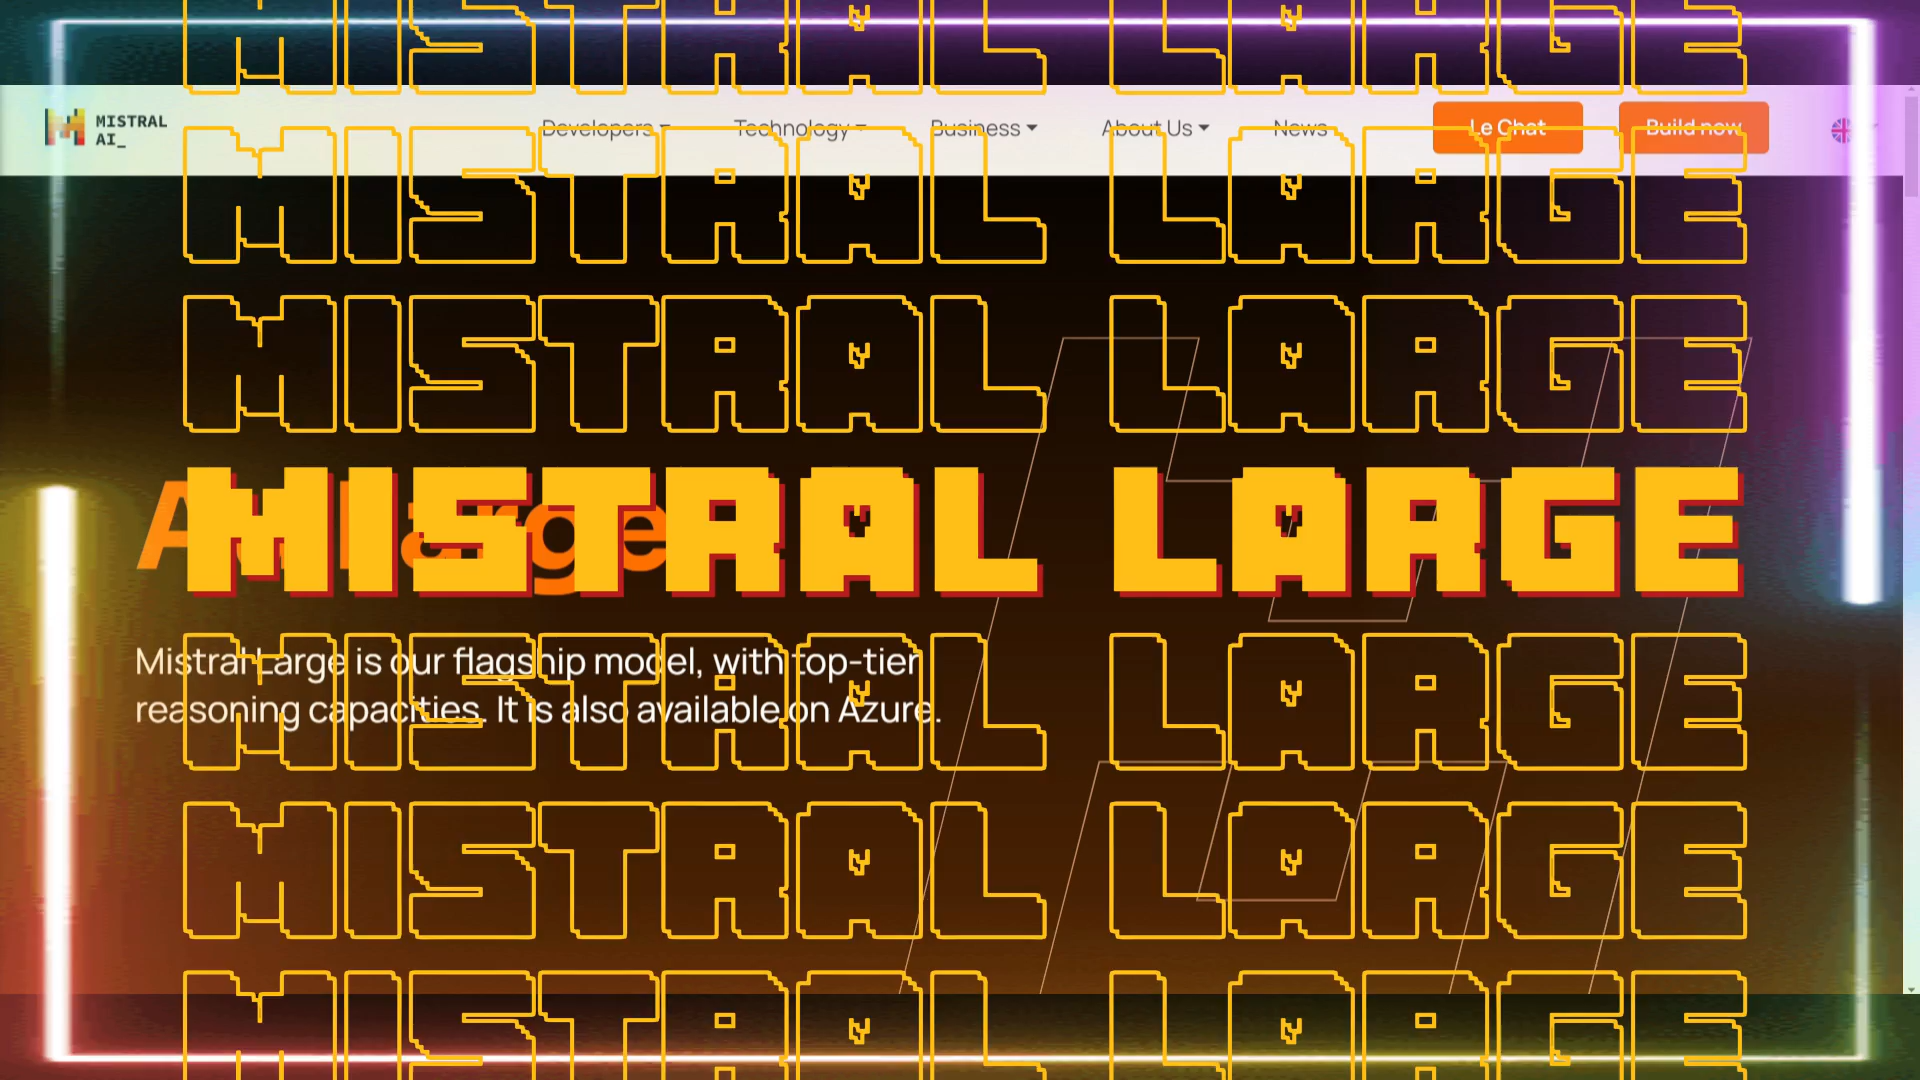 MISTRAL LARGE
MISTRAL
AI_
Developers Technology Business About Us News Le Chat Build now
MISTRAL LARGE
MISTRAL LARGE
Au Large
MISTRAL LARGE
MISTRAL LARGE
Mistral Large is our flagship model, with top-tier
reasoning capacities. It is also available on Azure.
MISTRAL LARGE
MISTRAL LARGE